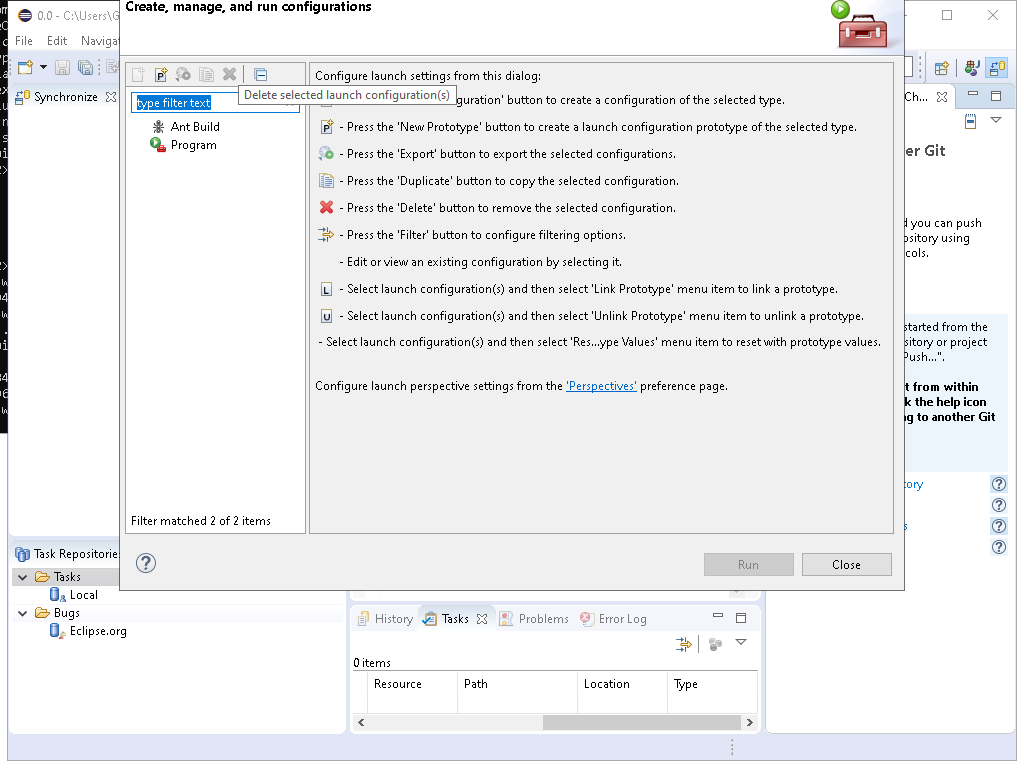 Create, manage, and run configurations
0.0 - C:\Users\G
File Edit Naviga
Synchronize
type filter text
Delete selected launch configuration(s)
Ant Build
Program
Filter matched 2 of 2 items
Configure launch settings from this dialog:
guration' button to create a configuration of the selected type.
- Press the 'New Prototype' button to create a launch configuration prototype of the selected type.
- Press the 'Export' button to export the selected configurations.
- Press the 'Duplicate' button to copy the selected configuration.
- Press the 'Delete' button to remove the selected configuration.
- Press the 'Filter' button to configure filtering options.
- Edit or view an existing configuration by selecting it.
L - Select launch configuration(s) and then select 'Link Prototype' menu item to link a prototype.
U - Select launch configuration(s) and then select 'Unlink Prototype' menu item to unlink a prototype.
- Select launch configuration(s) and then select 'Res...ype Values' menu item to reset with prototype values.
Configure launch perspective settings from the 'Perspectives' preference page.
Run
Close
Ch...
er Git
d you can push
ository using
cols.
started from the
ository or project
Push...".
t from within
k the help icon
ng to another Git
tory
s
Task Repositorie
Tasks
Local
Bugs
Eclipse.org
History Tasks Problems Error Log
0 items
Resource Path Location Type